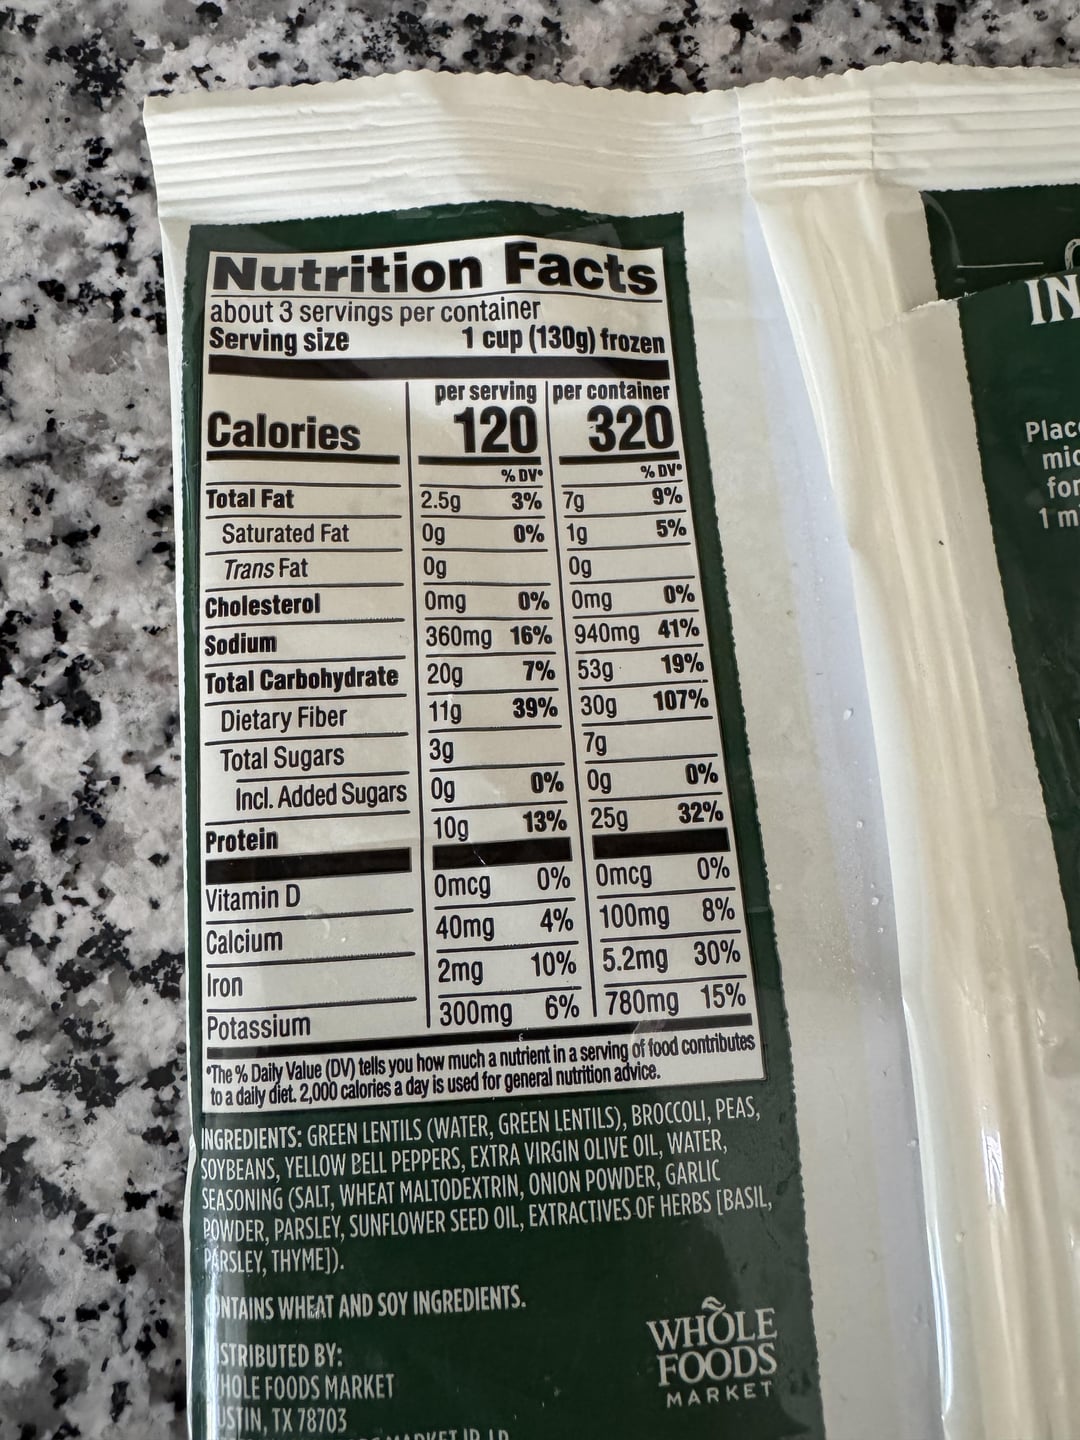 Nutrition Facts
about 3 servings per container
Serving size 1 cup (130g) frozen
per serving per container
Calories 120 320
% DV* % DV*
Total Fat 2.5g 3% 7g 9%
Saturated Fat 0g 0% 1g 5%
Trans Fat 0g 0g
Cholesterol 0mg 0% 0mg 0%
Sodium 360mg 16% 940mg 41%
Total Carbohydrate 20g 7% 53g 19%
Dietary Fiber 11g 39% 30g 107%
Total Sugars 3g 7g
Incl. Added Sugars 0g 0% 0g 0%
Protein 10g 13% 25g 32%
Vitamin D 0mcg 0% 0mcg 0%
Calcium 40mg 4% 100mg 8%
Iron 2mg 10% 5.2mg 30%
Potassium 300mg 6% 780mg 15%
*The % Daily Value (DV) tells you how much a nutrient in a serving of food contributes
to a daily diet. 2,000 calories a day is used for general nutrition advice.
INGREDIENTS: GREEN LENTILS (WATER, GREEN LENTILS), BROCCOLI, PEAS,
SOYBEANS, YELLOW BELL PEPPERS, EXTRA VIRGIN OLIVE OIL, WATER,
SEASONING (SALT, WHEAT MALTODEXTRIN, ONION POWDER, GARLIC
POWDER, PARSLEY, SUNFLOWER SEED OIL, EXTRACTIVES OF HERBS [BASIL,
PARSLEY, THYME]).
ONTAINS WHEAT AND SOY INGREDIENTS.
ISTRIBUTED BY:
HOLE FOODS MARKET
USTIN, TX 78703
WHOLE
FOODS
MARKET
IN
Plac
mic
for
1 m